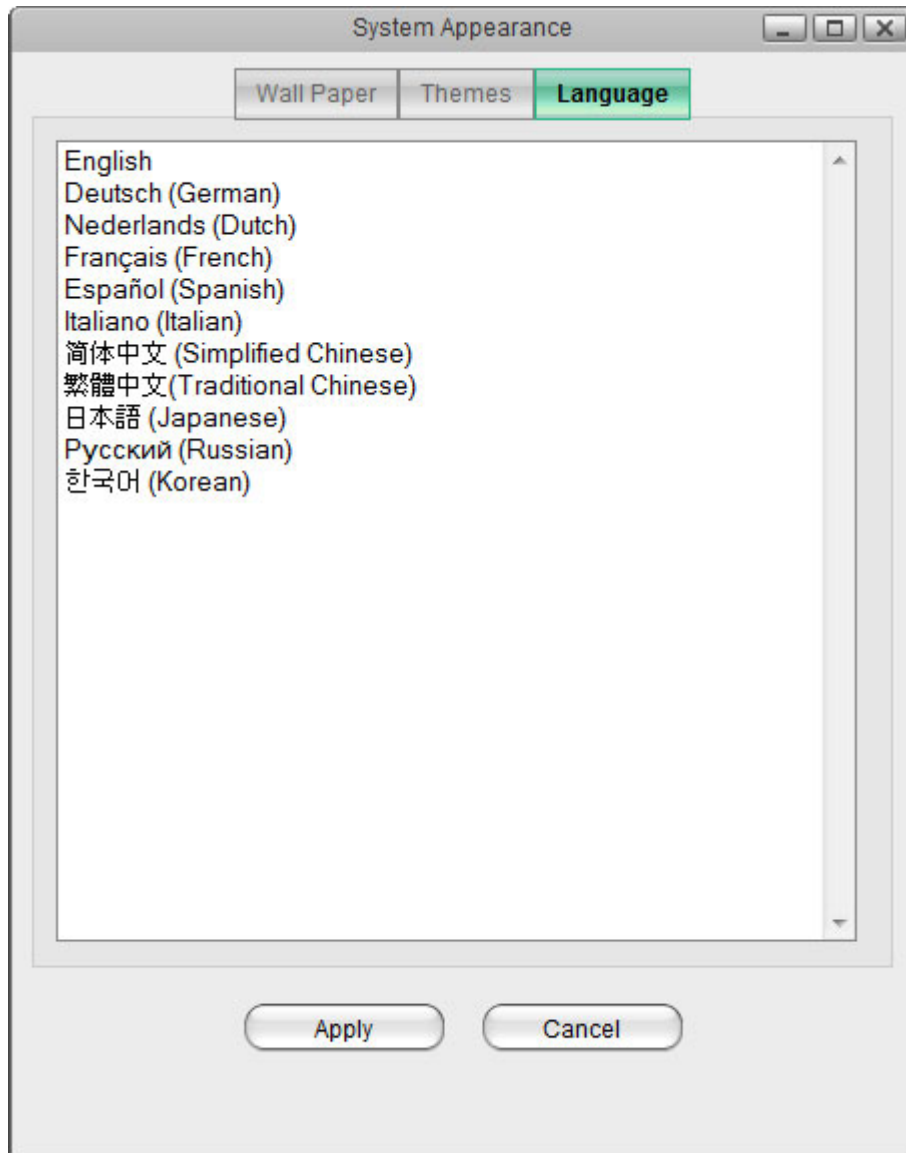 System Appearance
Wall Paper Themes Language
English
Deutsch (German)
Nederlands (Dutch)
Français (French)
Español (Spanish)
Italiano (Italian)
简体中文 (Simplified Chinese)
繁體中文(Traditional Chinese)
日本語 (Japanese)
Русский (Russian)
한국어 (Korean)
Apply Cancel